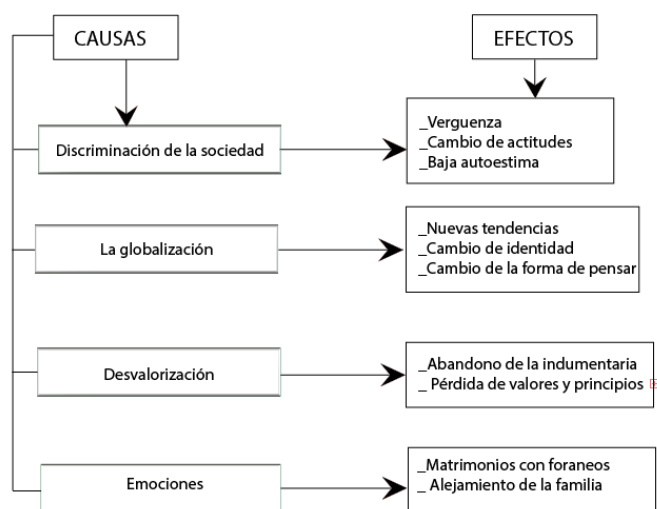 CAUSAS
EFECTOS
Discriminación de la sociedad
_Verguenza
_Cambio de actitudes
_Baja autoestima
La globalización
_Nuevas tendencias
_Cambio de identidad
_Cambio de la forma de pensar
Desvalorización
_Abandono de la indumentaria
_ Pérdida de valores y principios
Emociones
_Matrimonios con foraneos
_ Alejamiento de la familia